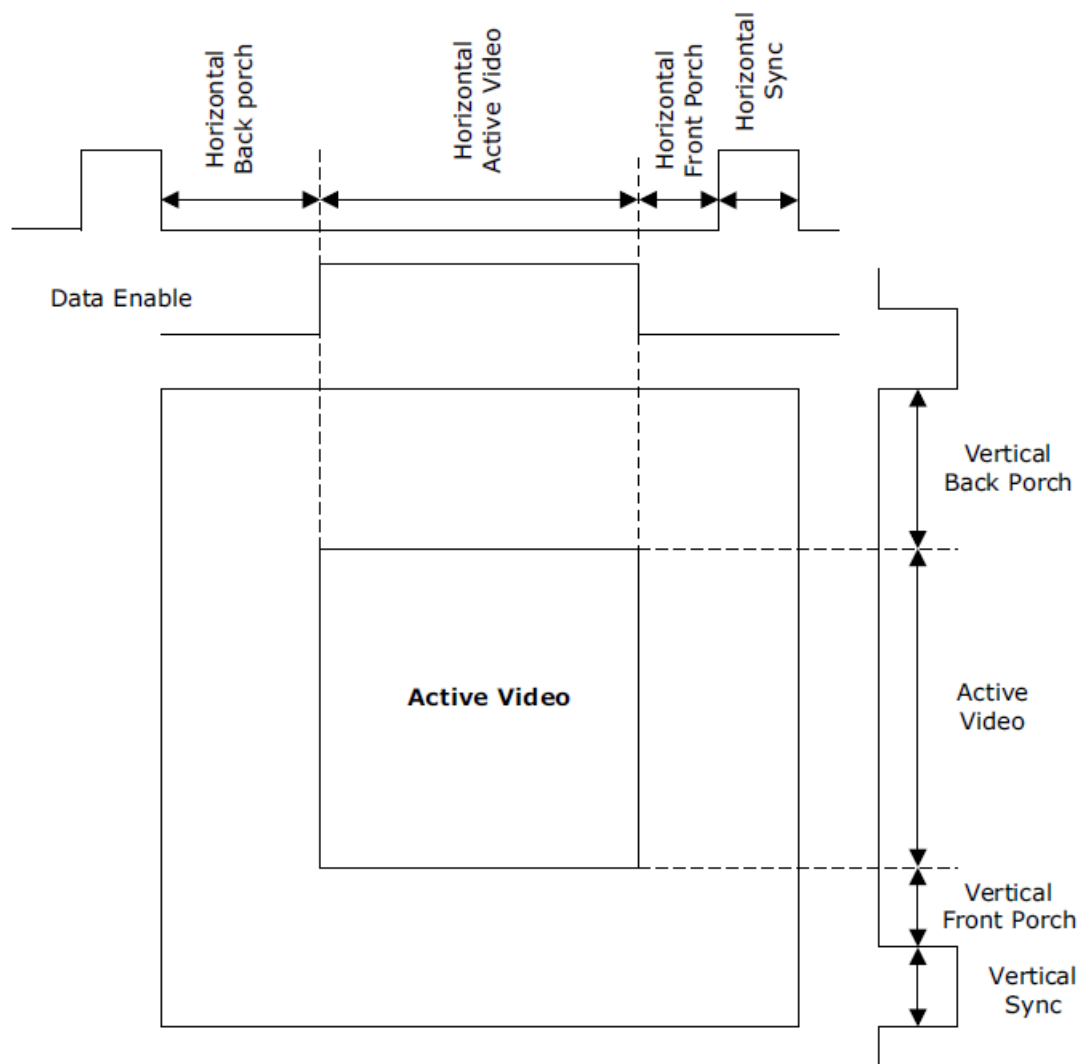 Horizontal
Back porch
Horizontal
Active Video
Horizontal
Front Porch
Horizontal
Sync
Data Enable
Vertical
Back Porch
Active Video
Active
Video
Vertical
Front Porch
Vertical
Sync